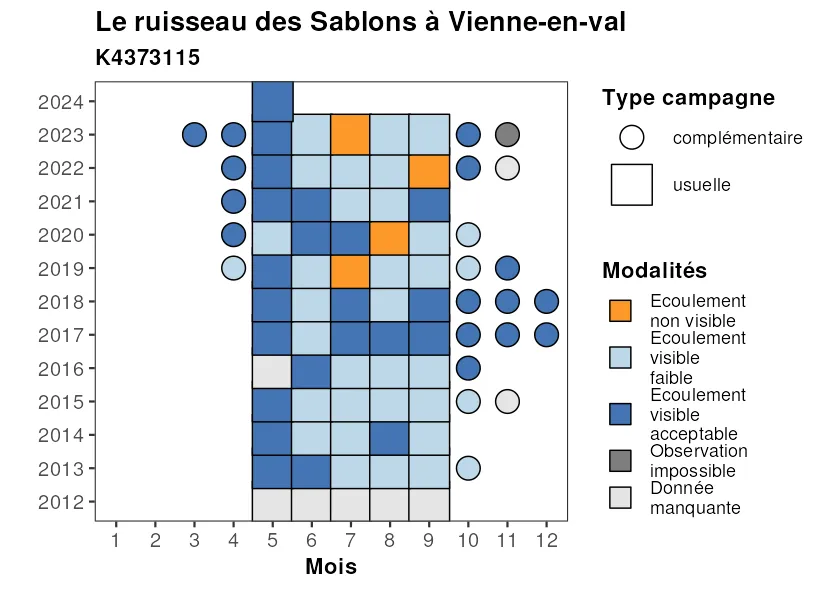 Le ruisseau des Sablons à Vienne-en-val
K4373115
2024
2023
2022
2021
2020
2019
2018
2017
2016
2015
2014
2013
2012
1 2 3 4 5 6 7 8 9 10 11 12
Mois
Type campagne
complémentaire
usuelle
Modalités
Ecoulement
non visible
Ecoulement
visible
faible
Ecoulement
visible
acceptable
Observation
impossible
Donnée
manquante